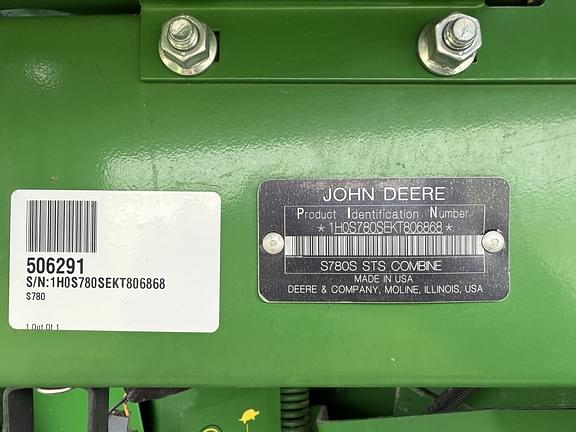 506291
S/N:1H0S780SEKT806868
S780
1 Out Of 1
JOHN DEERE
Product Identification Number
*1H0S780SEKT806868*
S780S STS COMBINE
MADE IN USA
DEERE & COMPANY, MOLINE, ILLINOIS, USA